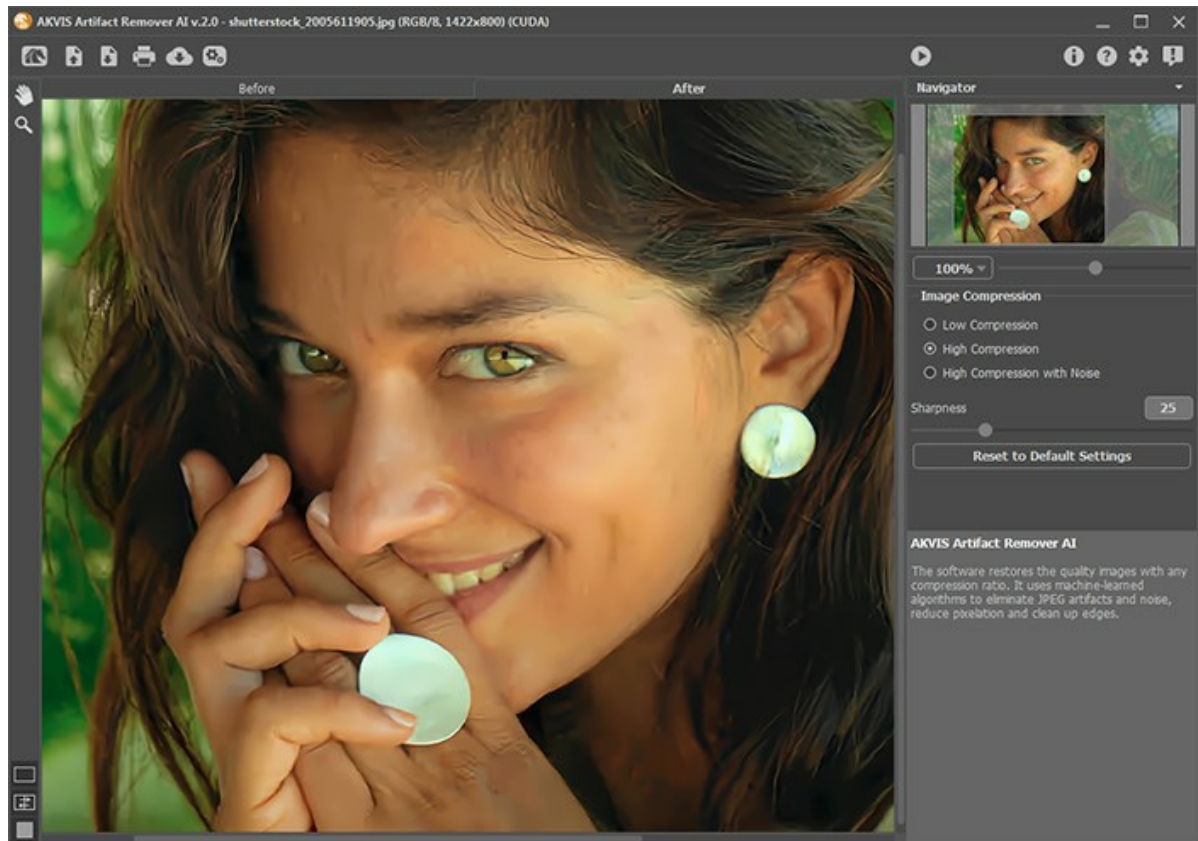 AKVIS Artifact Remover AI v.2.0 - shutterstock_2005611905.jpg (RGB/8, 1422x800) (CUDA)
Before
After
Navigator
100%
Image Compression
Low Compression
High Compression
High Compression with Noise
Sharpness
25
Reset to Default Settings
AKVIS Artifact Remover AI
The software restores the quality images with any
compression ratio. It uses machine-learned
algorithms to eliminate JPEG artifacts and noise,
reduce pixelation and clean up edges.